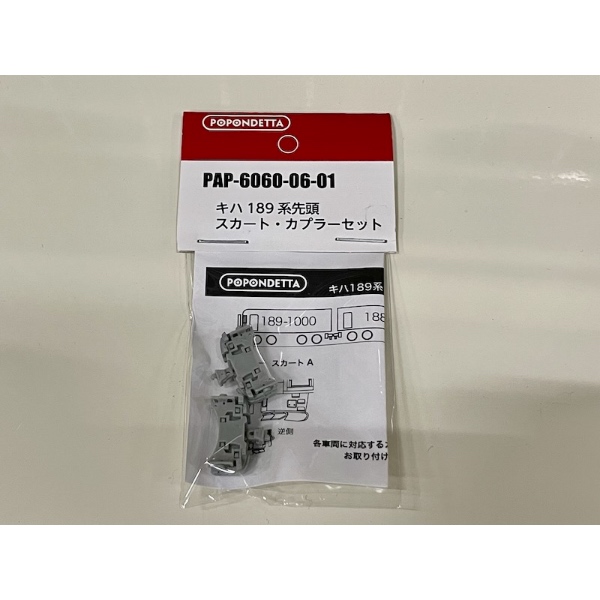 POPONDETTA
PAP-6060-06-01
キハ189系先頭
スカート・カプラーセット
POPONDETTA
キハ189系
189-1000
188
スカートA
逆側
各車間に対応する
お取り付け